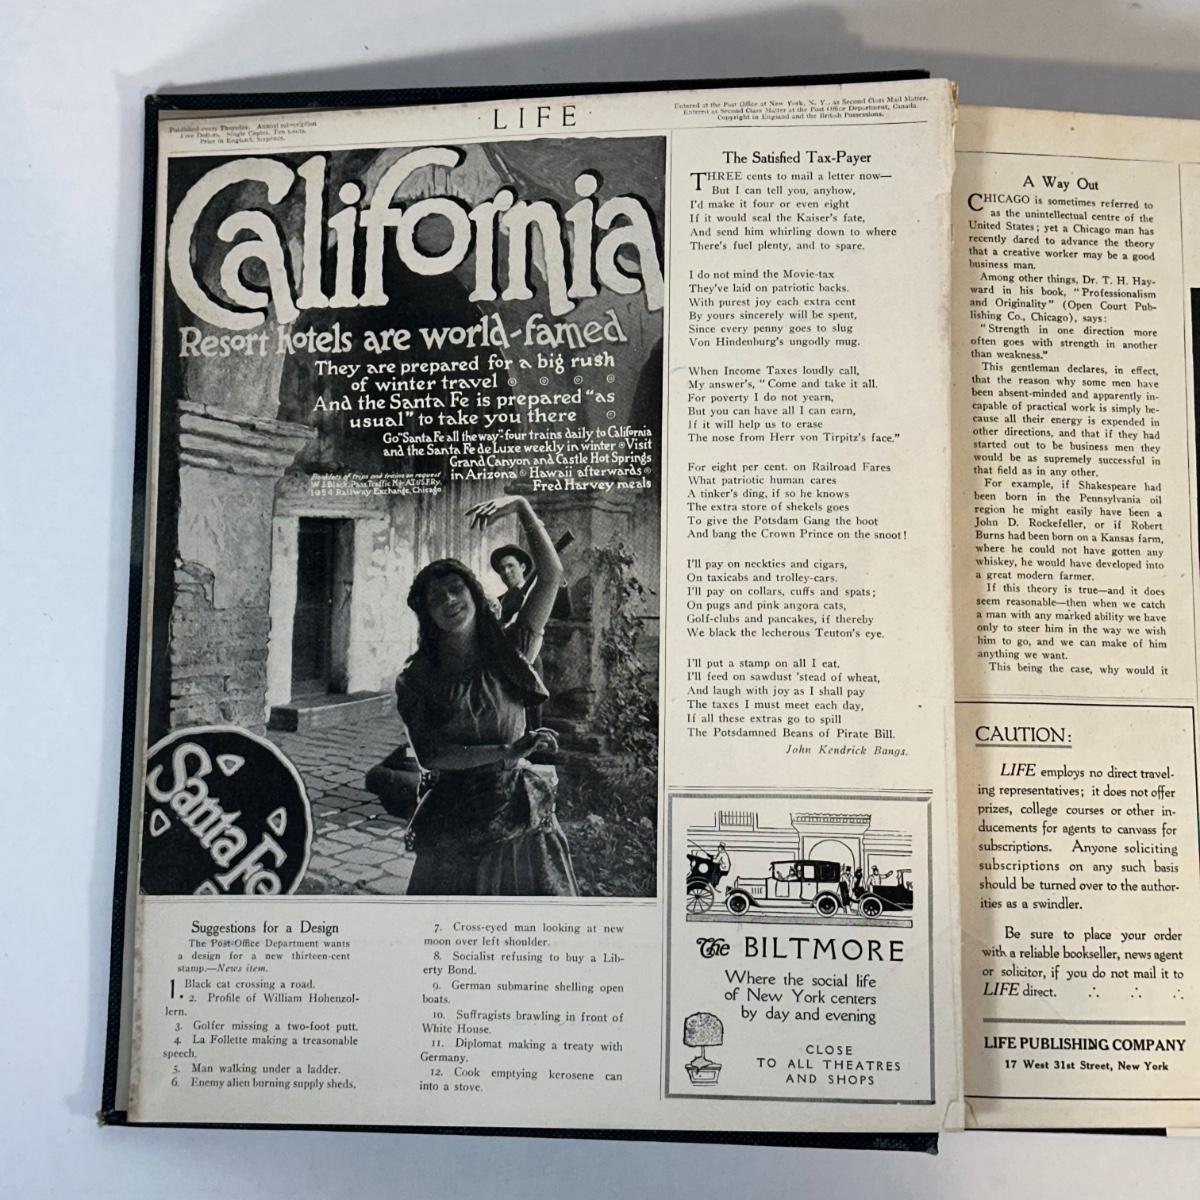 Published every Thursday. Annual subscription
Five Dollars. Single Copies, Ten Cents.
Price in England, Sixpence.
· LIFE ·
Entered at the Post Office at New York, N. Y., as Second Class Mail Matter.
Entered as Second Class Matter at the Post Office Department, Canada.
Copyright in England and the British Possessions.
California
Resort hotels are world-famed
They are prepared for a big rush
of winter travel
And the Santa Fe is prepared "as
usual" to take you there
Go "Santa Fe all the way"- four trains daily to California
and the Santa Fe de Luxe weekly in winter Visit
Grand Canyon and Castle Hot Springs
in Arizona Hawaii afterwards
Fred Harvey meals
Booklets of trips and trains on request
W.J. Black, Pass. Traffic Mgr. AT.&S.F.Ry.
1054 Railway Exchange, Chicago
Santa Fe
Suggestions for a Design
The Post-Office Department wants
a design for a new thirteen-cent
stamp.—News item.
1. Black cat crossing a road.
2. Profile of William Hohenzol-
lern.
3. Golfer missing a two-foot putt.
4. La Follette making a treasonable
speech.
5. Man walking under a ladder.
6. Enemy alien burning supply sheds.
7. Cross-eyed man looking at new
moon over left shoulder.
8. Socialist refusing to buy a Lib-
erty Bond.
9. German submarine shelling open
boats.
10. Suffragists brawling in front of
White House.
11. Diplomat making a treaty with
Germany.
12. Cook emptying kerosene can
into a stove.
The Satisfied Tax-Payer
THREE cents to mail a letter now—
But I can tell you, anyhow,
I'd make it four or even eight
If it would seal the Kaiser's fate,
And send him whirling down to where
There's fuel plenty, and to spare.
I do not mind the Movie-tax
They've laid on patriotic backs.
With purest joy each extra cent
By yours sincerely will be spent,
Since every penny goes to slug
Von Hindenburg's ungodly mug.
When Income Taxes loudly call,
My answer's, "Come and take it all.
For poverty I do not yearn,
But you can have all I can earn,
If it will help us to erase
The nose from Herr von Tirpitz's face."
For eight per cent. on Railroad Fares
What patriotic human cares
A tinker's ding, if so he knows
The extra store of shekels goes
To give the Potsdam Gang the boot
And bang the Crown Prince on the snoot!
I'll pay on neckties and cigars,
On taxicabs and trolley-cars.
I'll pay on collars, cuffs and spats;
On pugs and pink angora cats,
Golf-clubs and pancakes, if thereby
We black the lecherous Teuton's eye.
I'll put a stamp on all I eat.
I'll feed on sawdust 'stead of wheat,
And laugh with joy as I shall pay
The taxes I must meet each day,
If all these extras go to spill
The Potsdamned Beans of Pirate Bill.
John Kendrick Bangs.
The BILTMORE
Where the social life
of New York centers
by day and evening
CLOSE
TO ALL THEATRES
AND SHOPS
A Way Out
CHICAGO is sometimes referred to
as the unintellectual centre of the
United States; yet a Chicago man has
recently dared to advance the theory
that a creative worker may be a good
business man.
Among other things, Dr. T. H. Hay-
ward in his book, "Professionalism
and Originality" (Open Court Pub-
lishing Co., Chicago), says:
"Strength in one direction more
often goes with strength in another
than weakness."
This gentleman declares, in effect,
that the reason why some men have
been absent-minded and apparently in-
capable of practical work is simply be-
cause all their energy is expended in
other directions, and that if they had
started out to be business men they
would be as supremely successful in
that field as in any other.
For example, if Shakespeare had
been born in the Pennsylvania oil
region he might easily have been a
John D. Rockefeller, or if Robert
Burns had been born on a Kansas farm,
where he could not have gotten any
whiskey, he would have developed into
a great modern farmer.
If this theory is true—and it does
seem reasonable—then when we catch
a man with any marked ability we have
only to steer him in the way we wish
him to go, and we can make of him
anything we want.
This being the case, why would it
CAUTION:
LIFE employs no direct travel-
ing representatives; it does not offer
prizes, college courses or other in-
ducements for agents to canvass for
subscriptions. Anyone soliciting
subscriptions on any such basis
should be turned over to the author-
ities as a swindler.
Be sure to place your order
with a reliable bookseller, news agent
or solicitor, if you do not mail it to
LIFE direct.
LIFE PUBLISHING COMPANY
17 West 31st Street, New York